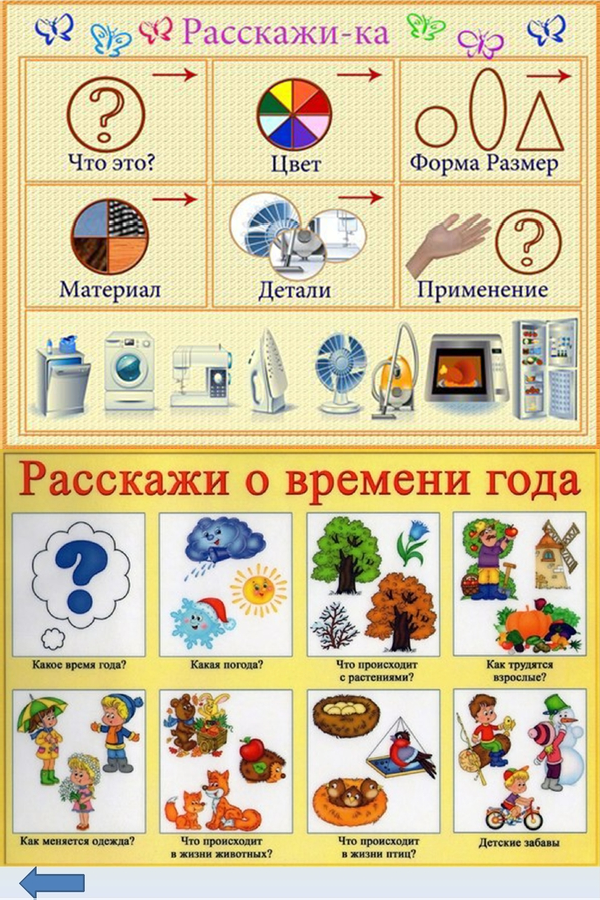 Расскажи-ка
?
Что это?
Цвет
Форма Размер
Материал
Детали
?
Применение
Расскажи о времени года
?
Какое время года?
Какая погода?
Что происходит
с растениями?
Как трудятся
взрослые?
Как меняется одежда?
Что происходит
в жизни животных?
Что происходит
в жизни птиц?
Детские забавы